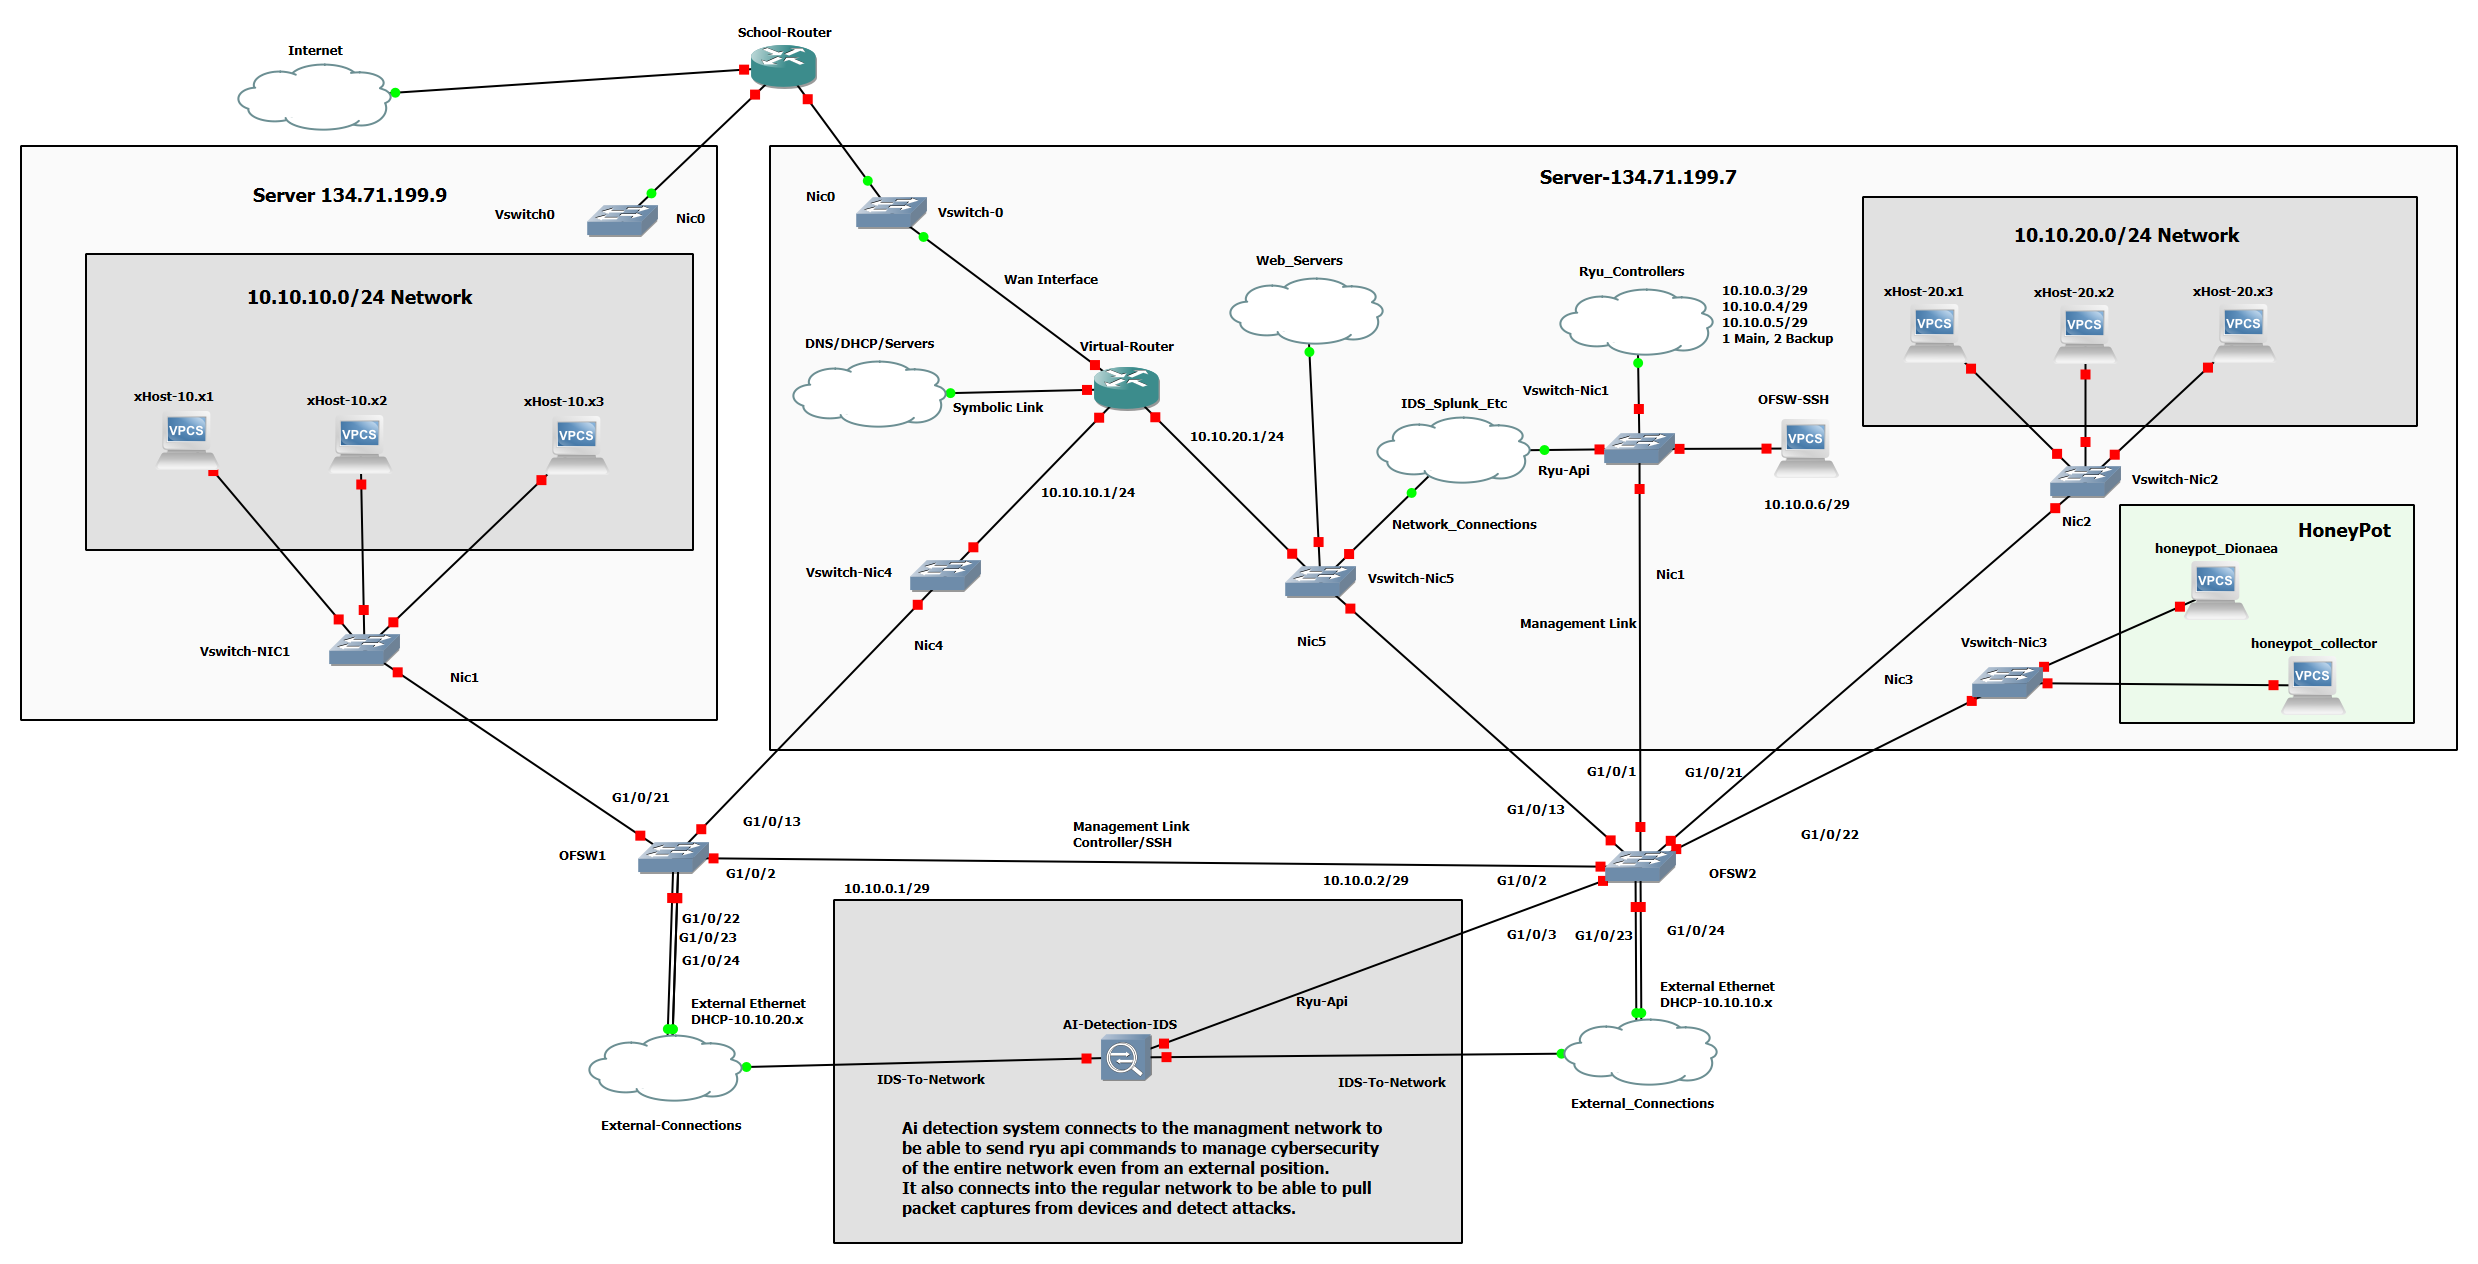 School-Router
Internet
Server 134.71.199.9
Vswitch0
Nic0
10.10.10.0/24 Network
xHost-10.x1
xHost-10.x2
xHost-10.x3
VPCS
VPCS
VPCS
Vswitch-NIC1
Nic1
Server-134.71.199.7
Nic0
Vswitch-0
Wan Interface
DNS/DHCP/Servers
Symbolic Link
Virtual-Router
Web_Servers
10.10.20.1/24
10.10.10.1/24
Ryu_Controllers
10.10.0.3/29
10.10.0.4/29
10.10.0.5/29
1 Main, 2 Backup
Vswitch-Nic1
IDS_Splunk_Etc
Ryu-Api
OFSW-SSH
VPCS
10.10.0.6/29
Network_Connections
Vswitch-Nic4
Nic4
Vswitch-Nic5
Nic5
Nic1
Management Link
10.10.20.0/24 Network
xHost-20.x1
xHost-20.x2
xHost-20.x3
VPCS
VPCS
VPCS
Vswitch-Nic2
Nic2
HoneyPot
honeypot_Dionaea
VPCS
honeypot_collector
VPCS
Vswitch-Nic3
Nic3
G1/0/21
G1/0/13
OFSW1
G1/0/2
Management Link
Controller/SSH
G1/0/1
G1/0/21
G1/0/13
G1/0/22
OFSW2
10.10.0.1/29
10.10.0.2/29
G1/0/2
G1/0/22
G1/0/23
G1/0/24
G1/0/3
G1/0/23
G1/0/24
External Ethernet
DHCP-10.10.20.x
External Ethernet
DHCP-10.10.10.x
Ryu-Api
AI-Detection-IDS
IDS-To-Network
IDS-To-Network
External-Connections
External_Connections
Ai detection system connects to the managment network to
be able to send ryu api commands to manage cybersecurity
of the entire network even from an external position.
It also connects into the regular network to be able to pull
packet captures from devices and detect attacks.